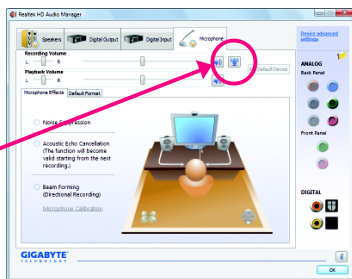 Realtek HD Audio Manager
Speakers
Digital Output
Digital Input
Microphone
Device advanced
settings
Recording Volume
L
R
Default Device
Playback Volume
L
R
Microphone Effects
Default Format
Noise Suppression
Acoustic Echo Cancellation
(The function will become
valid starting from the next
recording.)
Beam Forming
(Directional Recording)
Microphone Calibration
ANALOG
Back Panel
Front Panel
DIGITAL
GIGABYTE
TECHNOLOGY
i
OK